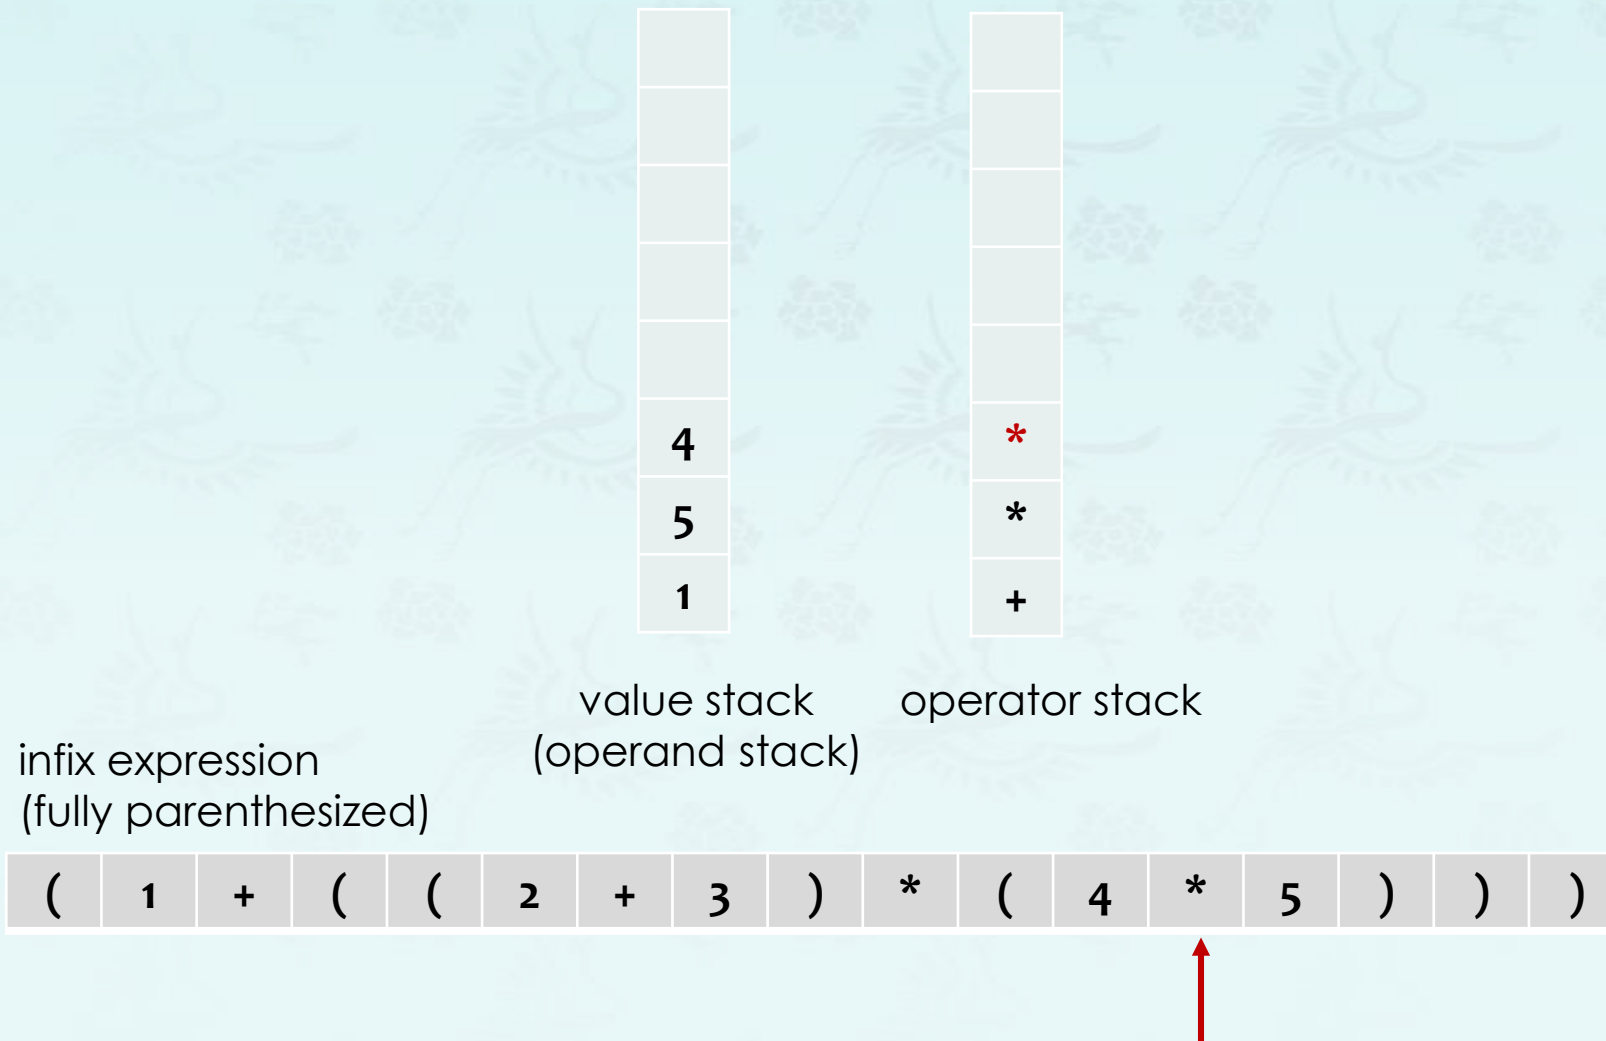 4 *
5 *
1 +
value stack operator stack
(operand stack)
infix expression
(fully parenthesized)
( 1 + ( ( 2 + 3 ) * ( 4 * 5 ) ) )